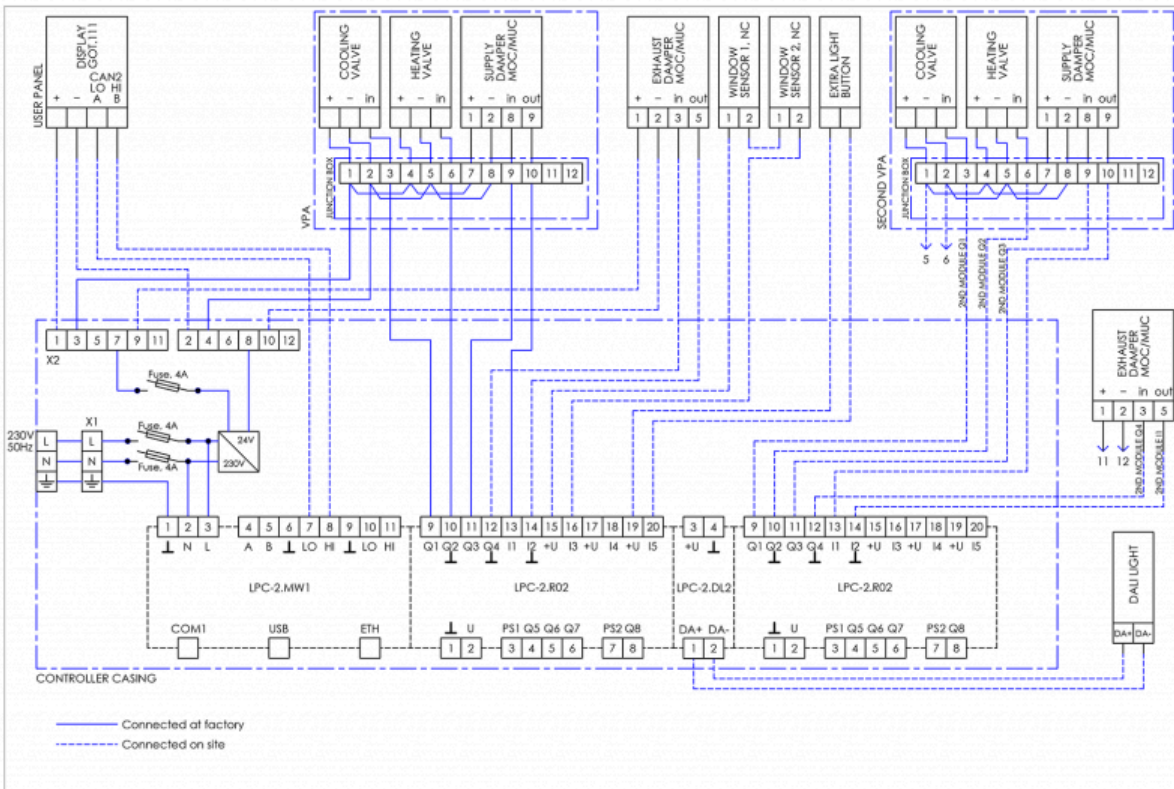 USER PANEL
DISPLAY
GOT.111
CAN2
LO HI
+ - A B
COOLING
VALVE
+ - in
HEATING
VALVE
+ - in
SUPPLY
DAMPER
MOC/MUC
+ - in out
1 2 8 9
EXHAUST
DAMPER
MOC/MUC
+ - in out
1 2 3 5
WINDOW
SENSOR 1, NC
1 2
WINDOW
SENSOR 2, NC
1 2
EXTRA LIGHT
BUTTON
COOLING
VALVE
+ - in
HEATING
VALVE
+ - in
SUPPLY
DAMPER
MOC/MUC
+ - in out
1 2 8 9
VPA
JUNCTION BOX
1 2 3 4 5 6 7 8 9 10 11 12
SECOND VPA
JUNCTION BOX
1 2 3 4 5 6 7 8 9 10 11 12
5 6
2ND MODULE Q1
2ND MODULE Q2
2ND MODULE Q3
EXHAUST
DAMPER
MOC/MUC
+ - in out
1 2 3 5
11 12
2ND MODULE Q4
2ND MODULE I1
1 3 5 7 9 11
2 4 6 8 10 12
X2
Fuse, 4A
230V
50Hz
L
N
X1
L
N
Fuse, 4A
Fuse, 4A
24V
230V
1 2 3
N L
4 5 6 7 8 9 10 11
A B LO HI LO HI
9 10 11 12 13 14 15 16 17 18 19 20
Q1 Q2 Q3 Q4 I1 I2 +U I3 +U I4 +U I5
3 4
+U
9 10 11 12 13 14 15 16 17 18 19 20
Q1 Q2 Q3 Q4 I1 I2 +U I3 +U I4 +U I5
LPC-2.MW1
LPC-2.R02
LPC-2.DL2
LPC-2.R02
COM1
USB
ETH
U PS1 Q5 Q6 Q7 PS2 Q8
1 2 3 4 5 6 7 8
DA+ DA-
1 2
U PS1 Q5 Q6 Q7 PS2 Q8
1 2 3 4 5 6 7 8
DALI LIGHT
DA+ DA-
CONTROLLER CASING
Connected at factory
Connected on site